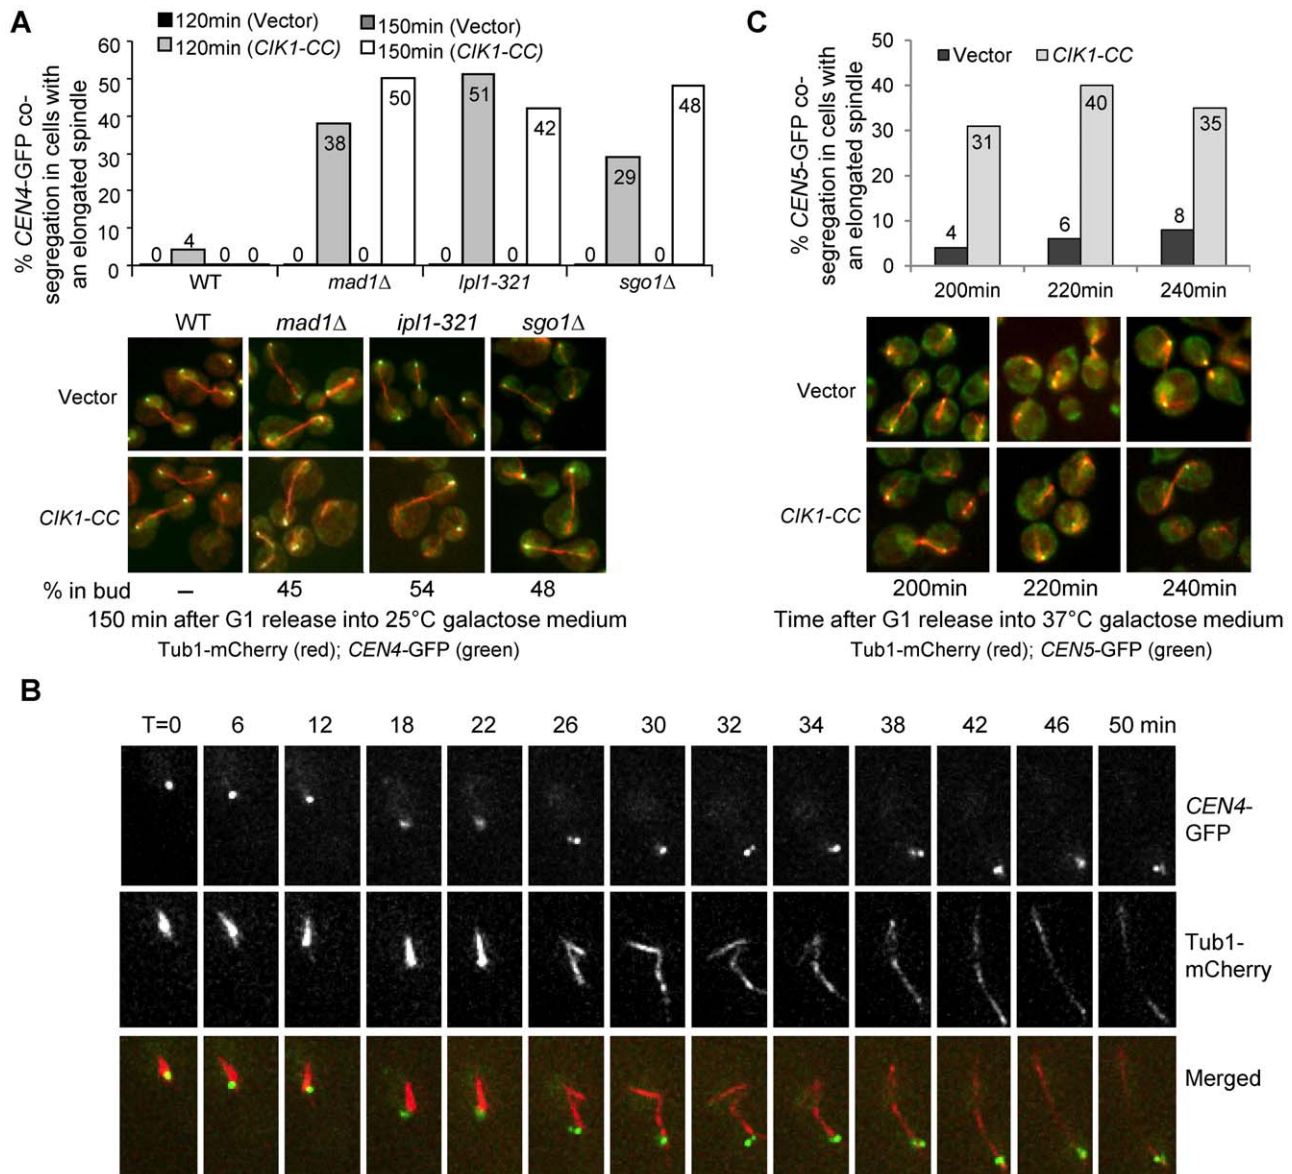 A
120min (Vector)
150min (Vector)
120min (CIK1-CC)
150min (CIK1-CC)
% CEN4-GFP co-
segregation in cells with
an elongated spindle
60
50
40
30
20
10
0
0 4 0 0 0 38 0 50 0 51 0 42 0 29 0 48
WT mad1Δ Ipl1-321 sgo1Δ
WT mad1Δ ipl1-321 sgo1Δ
Vector
CIK1-CC
% in bud – 45 54 48
150 min after G1 release into 25°C galactose medium
Tub1-mCherry (red); CEN4-GFP (green)
C
Vector CIK1-CC
% CEN5-GFP co-
segregation in cells with
an elongated spindle
50
40
30
20
10
0
4 31 6 40 8 35
200min 220min 240min
Vector
CIK1-CC
200min 220min 240min
Time after G1 release into 37°C galactose medium
Tub1-mCherry (red); CEN5-GFP (green)
B
T=0 6 12 18 22 26 30 32 34 38 42 46 50 min
CEN4-
GFP
Tub1-
mCherry
Merged